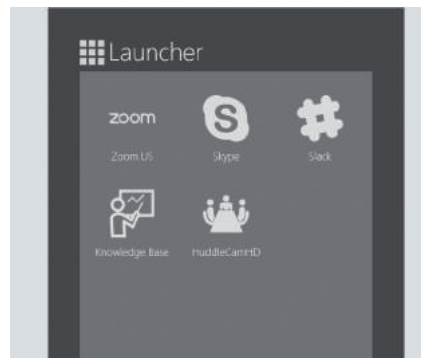 Launcher
zoom
S
Zoom US
Skype
Slack
Knowledge Base
HuddleCamHD